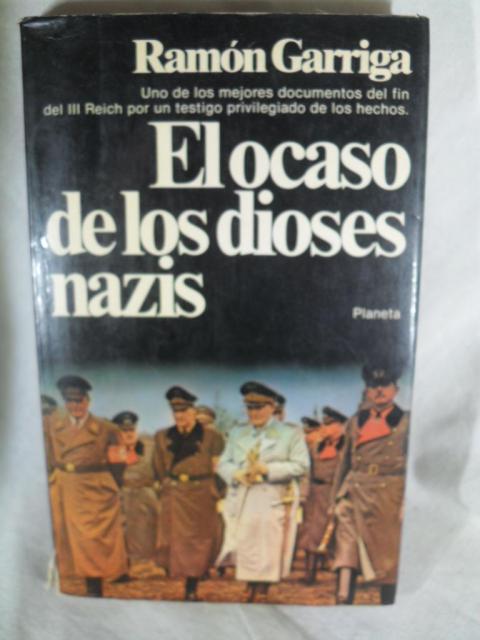 Ramón Garriga
Uno de los mejores documentos del fin
del III Reich por un testigo privilegiado de los hechos.
El ocaso
de los dioses
nazis
Planeta